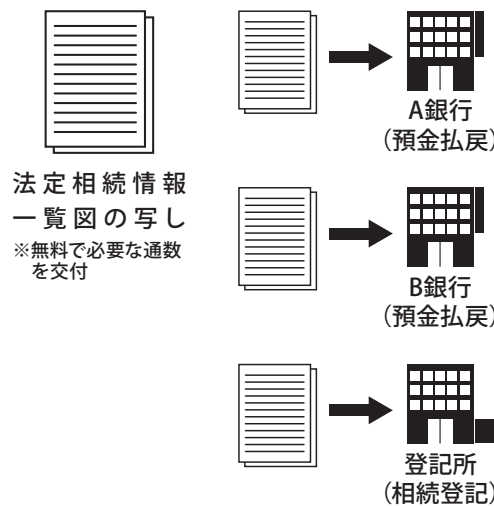 法定相続情報
一覧図の写し
※無料で必要な通数
を交付
A銀行
(預金払戻)
B銀行
(預金払戻)
登記所
(相続登記)